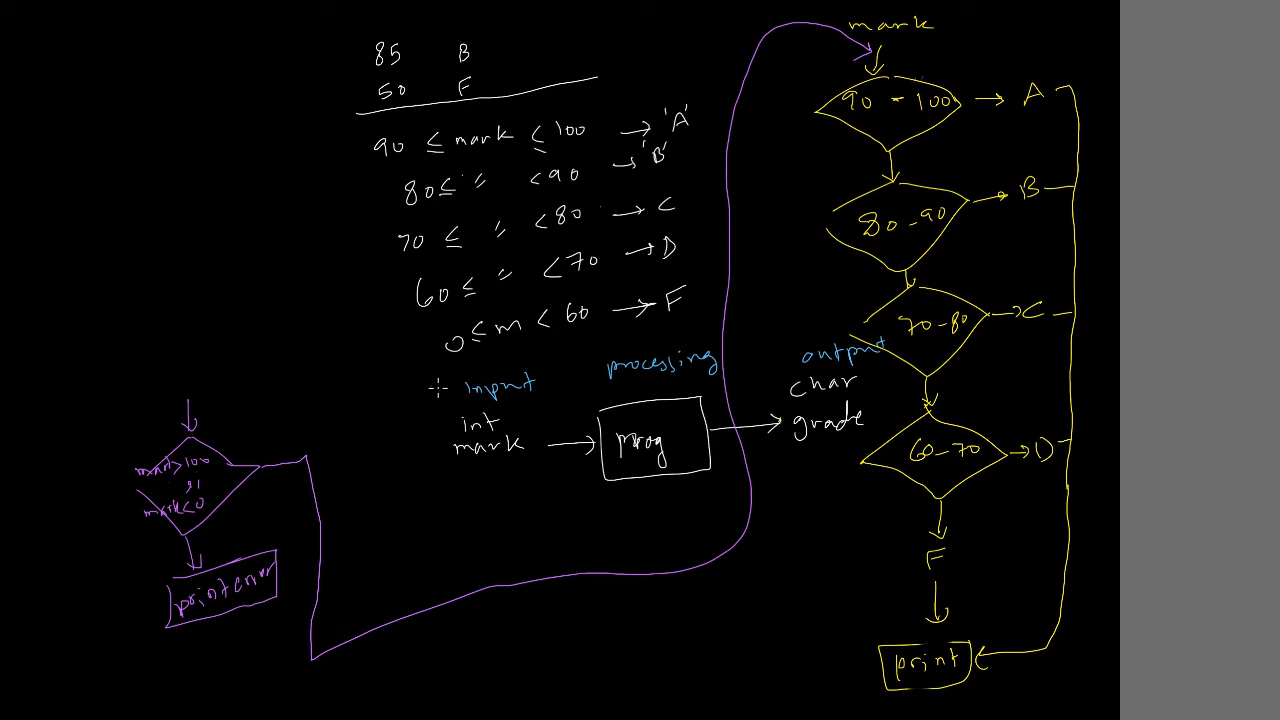 85 B
50 F
90 ≤ mark ≤ 100 → 'A'
80 ≤ " < 90 → 'B'
70 ≤ " < 80 → C
60 ≤ " < 70 → D
0 ≤ m < 60 → F
input processing output
int
mark → prog → char
grade
mark > 100
mark < 0
print error
mark
90 - 100 → A
80 - 90 → B
70 - 80 → C
60 - 70 → D
F
print